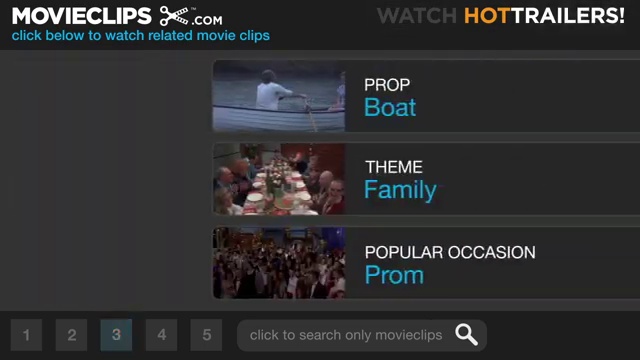 MOVIECLIPS.COM™
WATCH HOTTRAILERS!
click below to watch related movie clips
PROP
Boat
THEME
Family
POPULAR OCCASION
Prom
1 2 3 4 5 click to search only movieclips